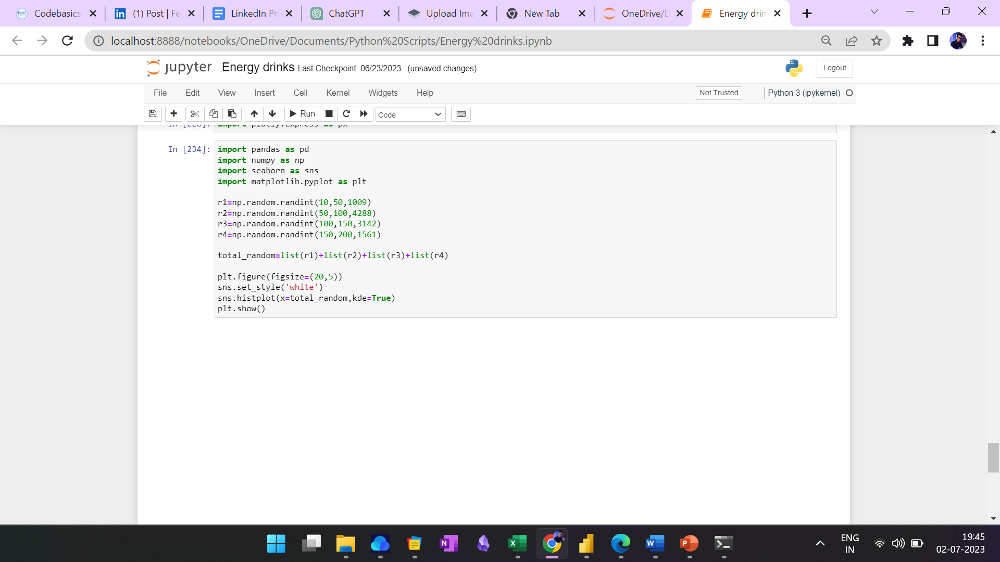 Codebasics
(1) Post | Fe
LinkedIn Pr
ChatGPT
Upload Ima
New Tab
OneDrive/D
Energy drin
localhost:8888/notebooks/OneDrive/Documents/Python%20Scripts/Energy%20drinks.ipynb
jupyter Energy drinks Last Checkpoint: 06/23/2023 (unsaved changes)
Logout
File Edit View Insert Cell Kernel Widgets Help
Not Trusted
Python 3 (ipykernel)
Run
Code
import plotly.express as px
In [234]:
import pandas as pd
import numpy as np
import seaborn as sns
import matplotlib.pyplot as plt
r1=np.random.randint(10,50,1009)
r2=np.random.randint(50,100,4288)
r3=np.random.randint(100,150,3142)
r4=np.random.randint(150,200,1561)
total_random=list(r1)+list(r2)+list(r3)+list(r4)
plt.figure(figsize=(20,5))
sns.set_style('white')
sns.histplot(x=total_random,kde=True)
plt.show()
ENG
IN
19:45
02-07-2023